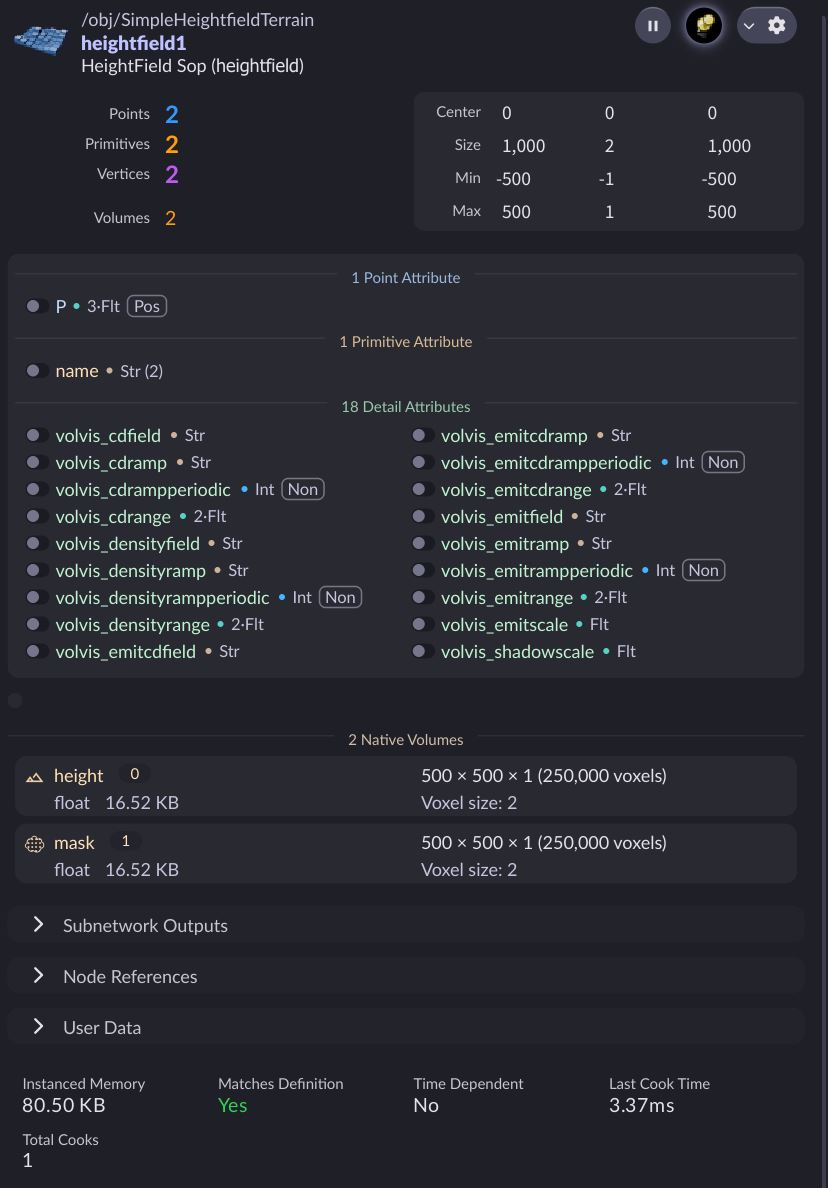 /obj/SimpleHeightfieldTerrain
heightfield1
HeightField Sop (heightfield)
Points 2
Primitives 2
Vertices 2
Volumes 2
Center 0 0 0
Size 1,000 2 1,000
Min -500 -1 -500
Max 500 1 500
1 Point Attribute
P • 3·Flt Pos
1 Primitive Attribute
name • Str (2)
18 Detail Attributes
volvis_cdfield • Str
volvis_cdramp • Str
volvis_cdrampperiodic • Int Non
volvis_cdrange • 2·Flt
volvis_densityfield • Str
volvis_densityramp • Str
volvis_densityrampperiodic • Int Non
volvis_densityrange • 2·Flt
volvis_emitcdfield • Str
volvis_emitcdramp • Str
volvis_emitcdrampperiodic • Int Non
volvis_emitcdrange • 2·Flt
volvis_emitfield • Str
volvis_emitramp • Str
volvis_emitrampperiodic • Int Non
volvis_emitrange • 2·Flt
volvis_emitscale • Flt
volvis_shadowscale • Flt
2 Native Volumes
height 0 500 × 500 × 1 (250,000 voxels)
float 16.52 KB Voxel size: 2
mask 1 500 × 500 × 1 (250,000 voxels)
float 16.52 KB Voxel size: 2
Subnetwork Outputs
Node References
User Data
Instanced Memory
80.50 KB
Matches Definition
Yes
Time Dependent
No
Last Cook Time
3.37ms
Total Cooks
1